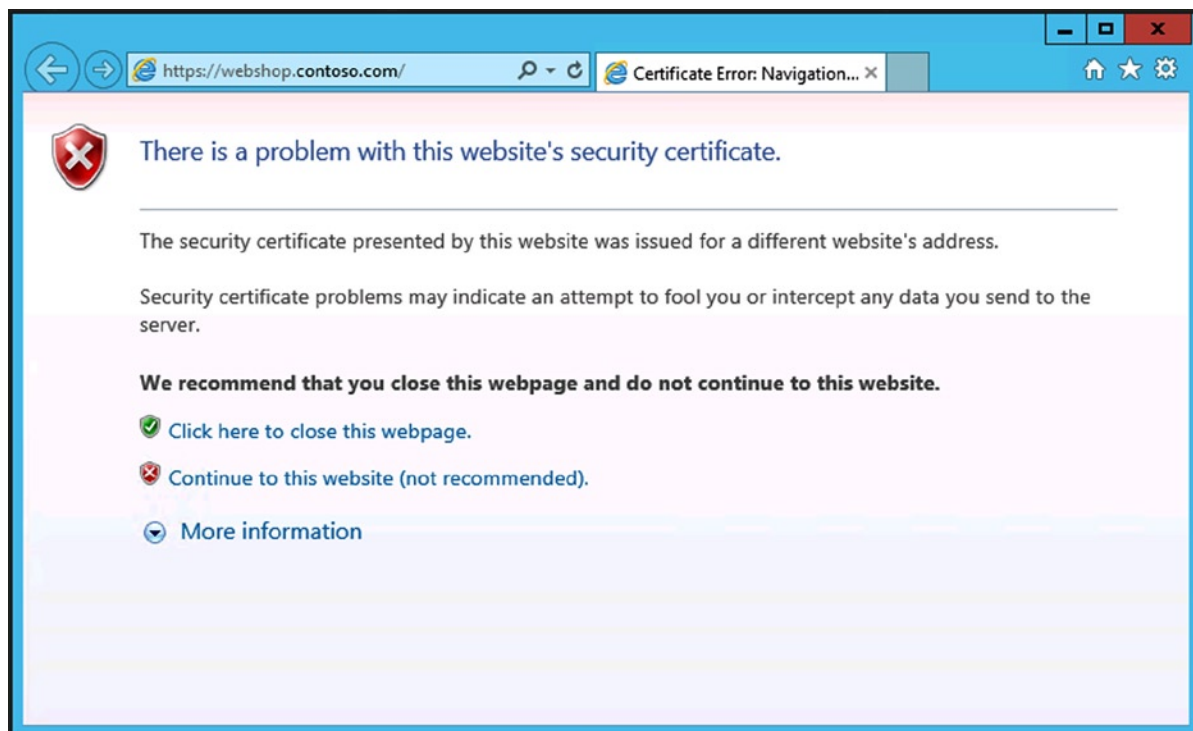 https://webshop.contoso.com/
Certificate Error: Navigation...
There is a problem with this website's security certificate.
The security certificate presented by this website was issued for a different website's address.
Security certificate problems may indicate an attempt to fool you or intercept any data you send to the
server.
We recommend that you close this webpage and do not continue to this website.
Click here to close this webpage.
Continue to this website (not recommended).
More information